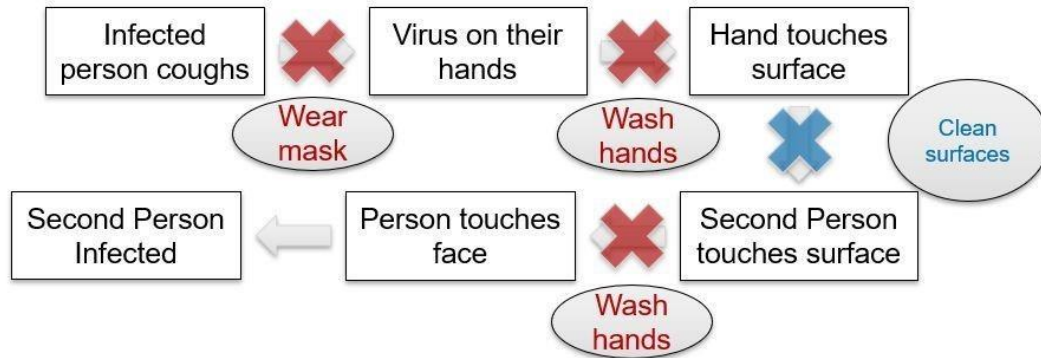 Infected
person coughs
Virus on their
hands
Hand touches
surface
Wear
mask
Wash
hands
Clean
surfaces
Second Person
Infected
Person touches
face
Second Person
touches surface
Wash
hands